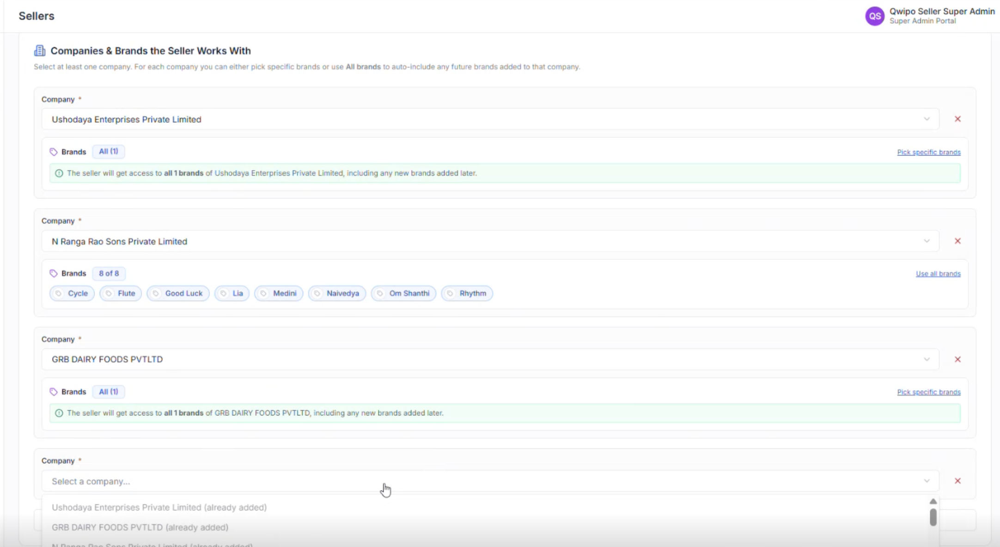 Sellers
QS
Qwipo Seller Super Admin
Super Admin Portal
Companies & Brands the Seller Works With
Select at least one company. For each company you can either pick specific brands or use All brands to auto-include any future brands added to that company.
Company *
Ushodaya Enterprises Private Limited
Brands All (1) Pick specific brands
The seller will get access to all 1 brands of Ushodaya Enterprises Private Limited, including any new brands added later.
Company *
N Ranga Rao Sons Private Limited
Brands 8 of 8 Use all brands
Cycle Flute Good Luck Lia Medini Naivedya Om Shanthi Rhythm
Company *
GRB DAIRY FOODS PVTLTD
Brands All (1) Pick specific brands
The seller will get access to all 1 brands of GRB DAIRY FOODS PVTLTD, including any new brands added later.
Company *
Select a company...
Ushodaya Enterprises Private Limited (already added)
GRB DAIRY FOODS PVTLTD (already added)
N Ranga Rao Sons Private Limited (already added)